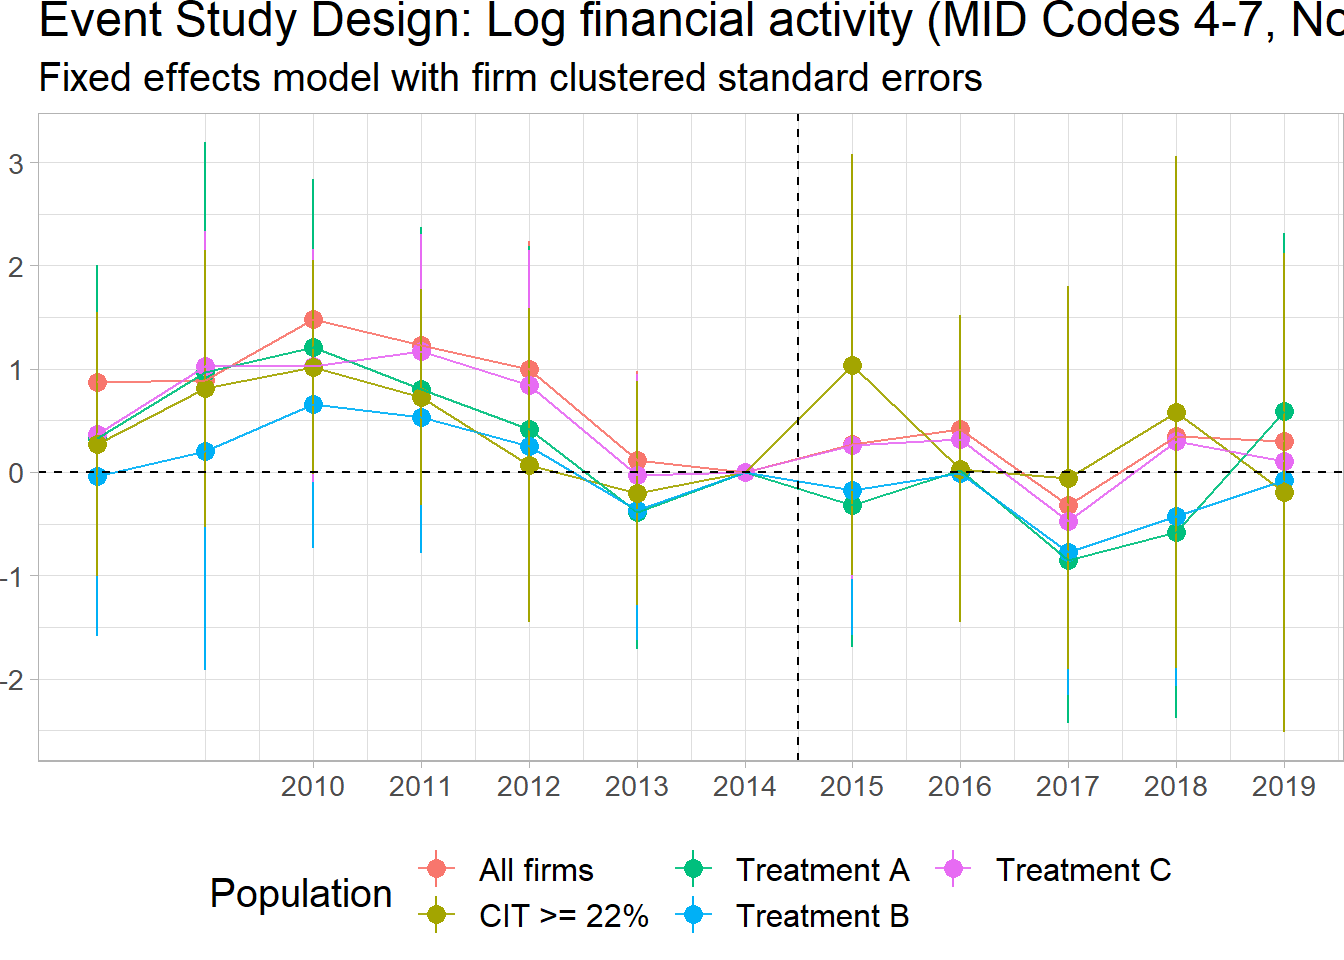 Event Study Design: Log financial activity (MID Codes 4-7, No
Fixed effects model with firm clustered standard errors
3
2
1
0
-1
-2
2010 2011 2012 2013 2014 2015 2016 2017 2018 2019
Population
All firms
CIT >= 22%
Treatment A
Treatment B
Treatment C